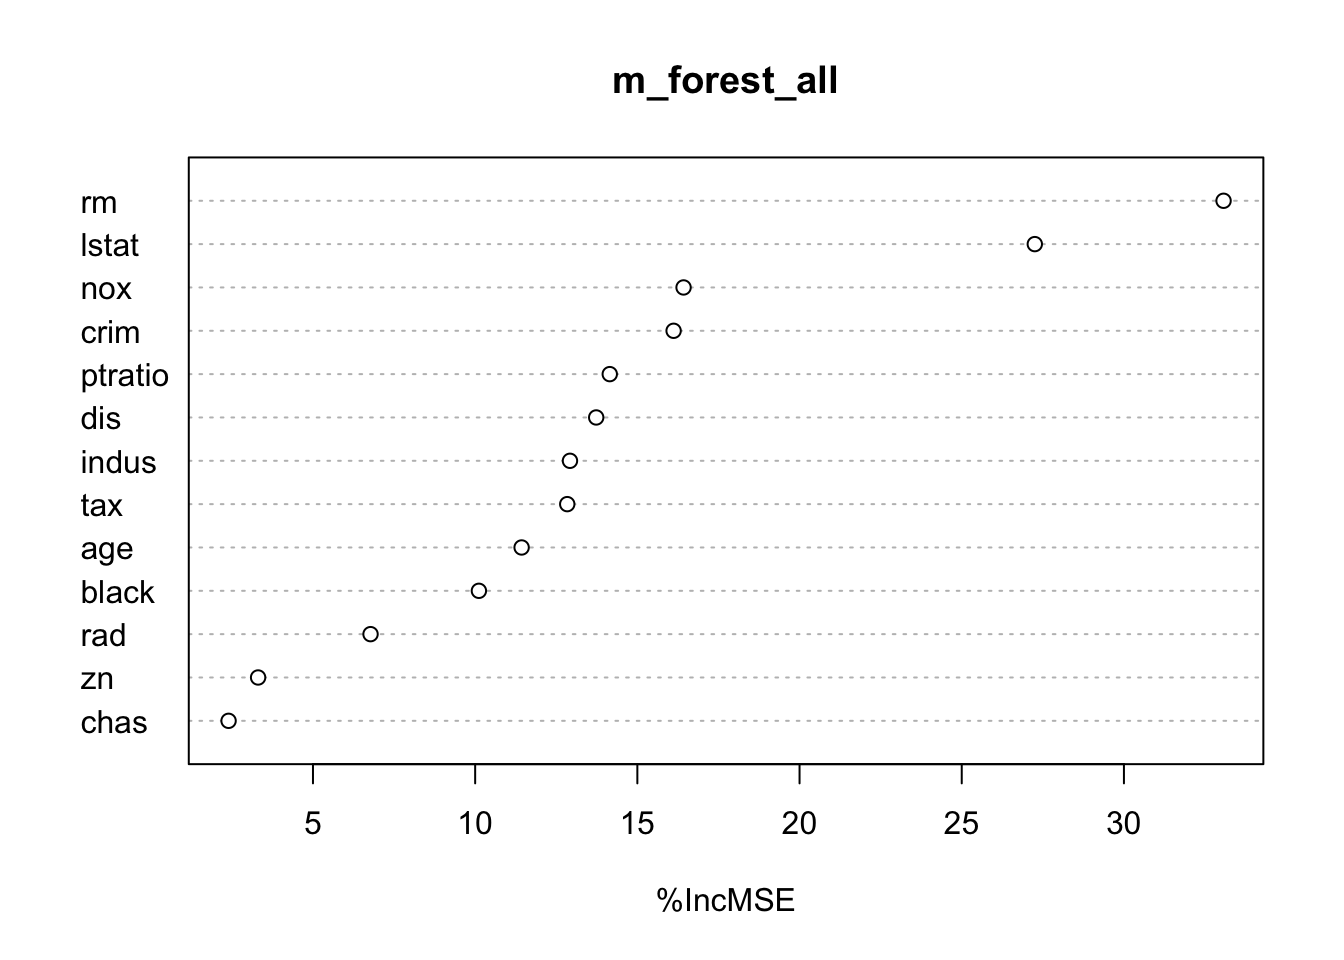 m_forest_all
rm
lstat
nox
crim
ptratio
dis
indus
tax
age
black
rad
zn
chas
5 10 15 20 25 30
%IncMSE